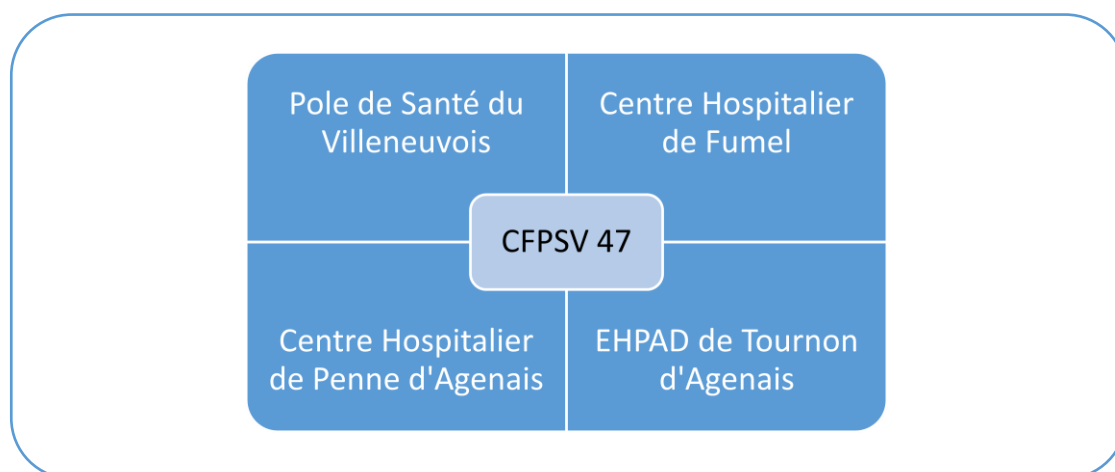 Pole de Santé du
Villeneuvois
Centre Hospitalier
de Fumel
CFPSV 47
Centre Hospitalier
de Penne d'Agenais
EHPAD de Tournon
d'Agenais